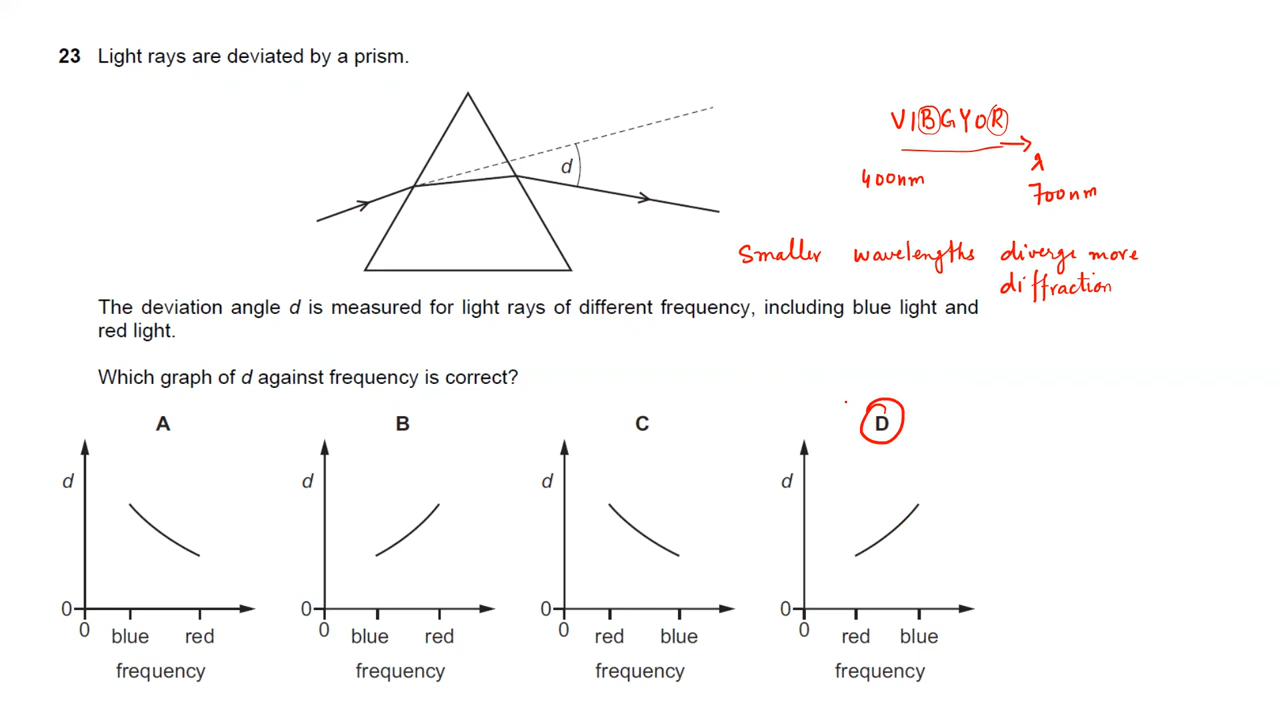 23 Light rays are deviated by a prism.
VIBGYOR
λ
400nm
700nm
d
Smaller wavelengths diverge more
diffraction
The deviation angle d is measured for light rays of different frequency, including blue light and
red light.
Which graph of d against frequency is correct?
A B C D
d d d d
0 0 0 0
0 blue red 0 blue red 0 red blue 0 red blue
frequency frequency frequency frequency